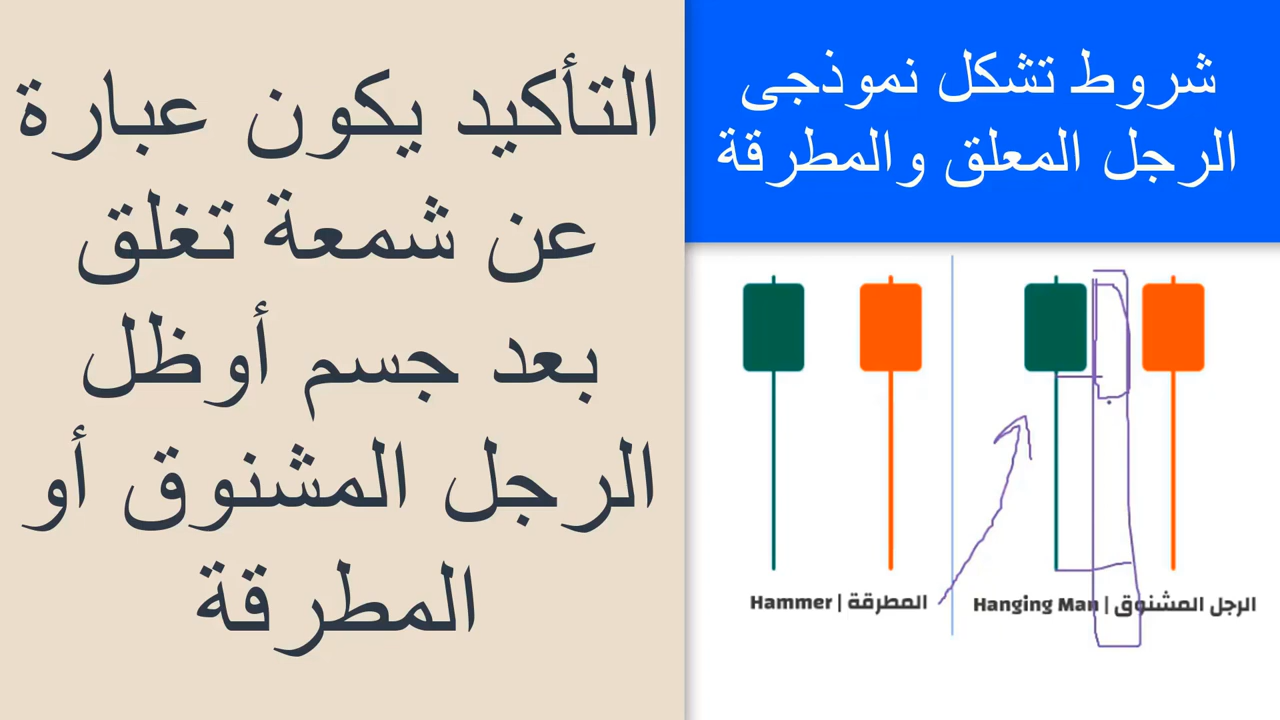 شروط تشكل نموذجى
الرجل المعلق والمطرقة
التأكيد يكون عبارة
عن شمعة تغلق
بعد جسم أوظل
الرجل المشنوق أو
المطرقة
Hammer | المطرقة
Hanging Man | الرجل المشنوق